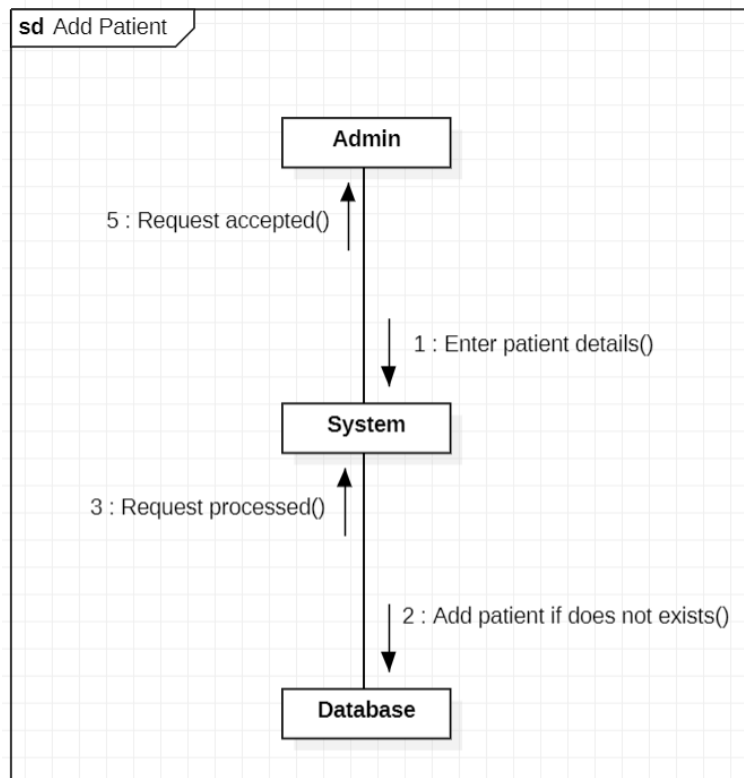 sd Add Patient
Admin
5 : Request accepted()
1 : Enter patient details()
System
3 : Request processed()
2 : Add patient if does not exists()
Database